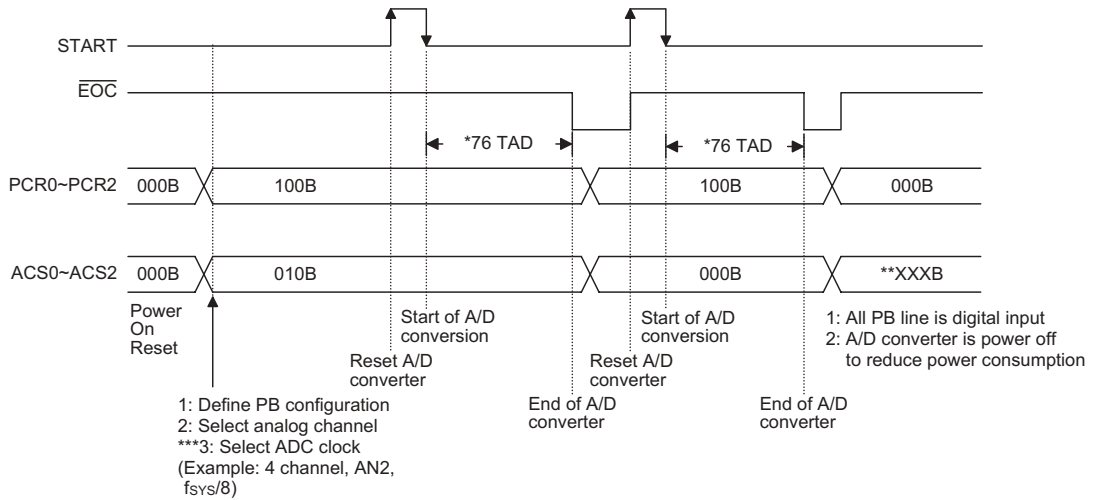 START
EOC
*76 TAD
*76 TAD
PCR0~PCR2
000B
100B
100B
000B
ACS0~ACS2
000B
010B
000B
**XXXB
Power
On
Reset
Start of A/D
conversion
Start of A/D
conversion
1: All PB line is digital input
2: A/D converter is power off
to reduce power consumption
Reset A/D
converter
Reset A/D
converter
1: Define PB configuration
2: Select analog channel
***3: Select ADC clock
(Example: 4 channel, AN2,
fSYS/8)
End of A/D
converter
End of A/D
converter